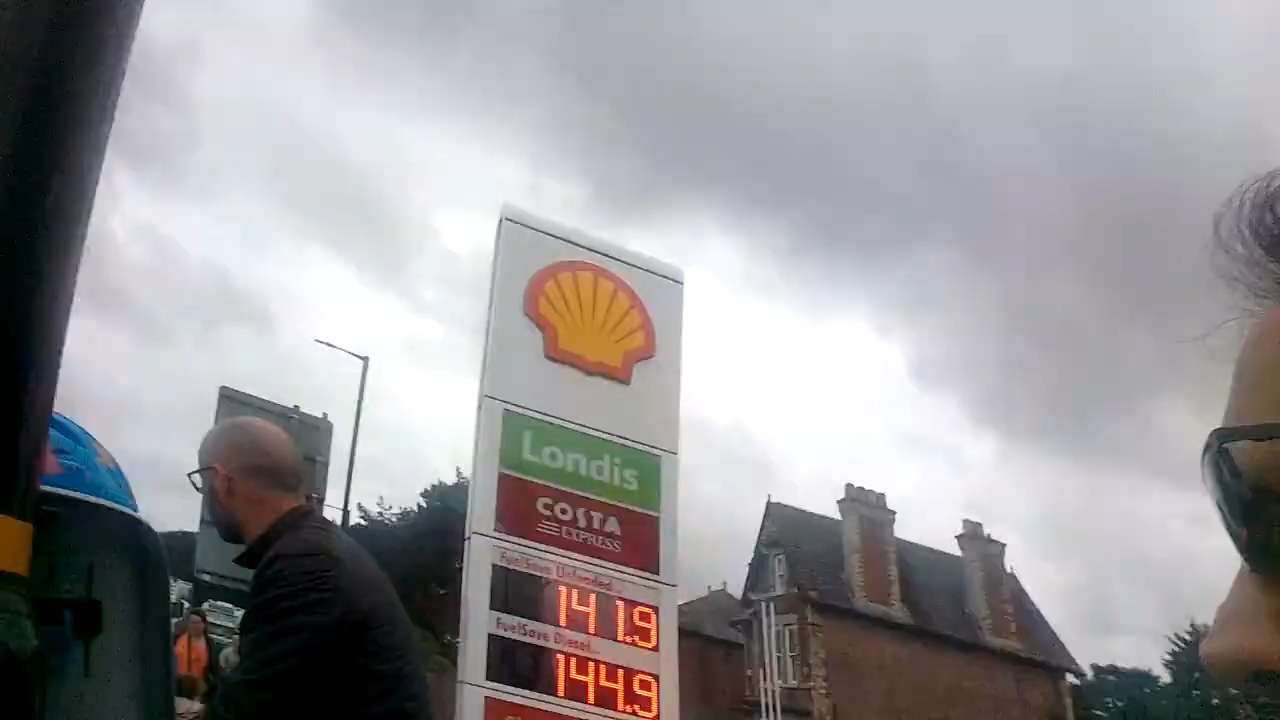 Londis
COSTA
EXPRESS
FuelSave Unleaded
141.9
FuelSave Diesel
144.9